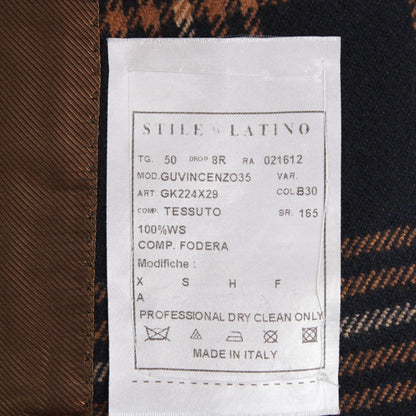 STILE LATINO
TG. 50 DROP 8R RA 021612
MOD. GUVINCENZO35 VAR.
ART. GK224X29 COL. B30
COMP. TESSUTO SR. 165
100%WS
COMP. FODERA
Modifiche :
X S H F
A
PROFESSIONAL DRY CLEAN ONLY
MADE IN ITALY